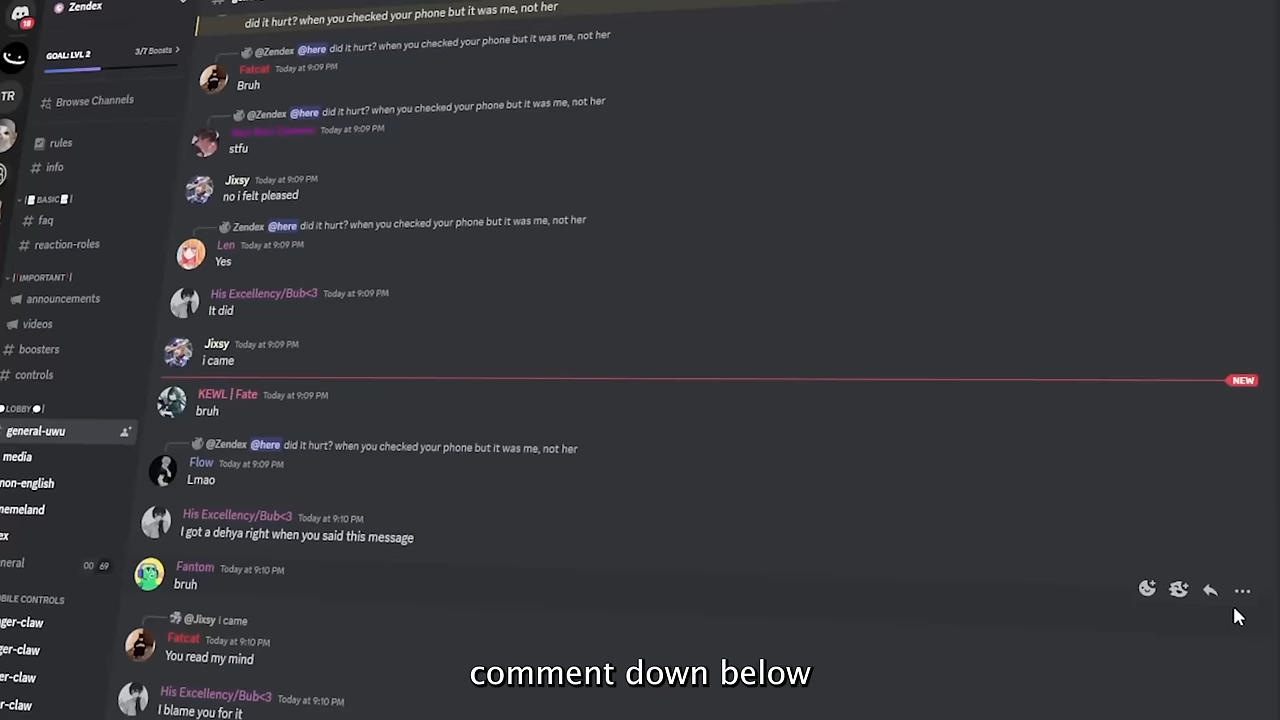 Zendex
18
GOAL: LVL 2
3/7 Boosts >
Browse Channels
TR
rules
info
BASIC
faq
reaction-roles
IMPORTANT
announcements
videos
boosters
controls
LOBBY
general-uwu
media
non-english
memeland
ex
neral
00 69
BILE CONTROLS
ger-claw
ger-claw
er-claw
r-claw
did it hurt? when you checked your phone but it was me, not her
@Zendex @here did it hurt? when you checked your phone but it was me, not her
Fatcat Today at 9:09 PM
Bruh
@Zendex @here did it hurt? when you checked your phone but it was me, not her
Today at 9:09 PM
stfu
Jixsy Today at 9:09 PM
no i felt pleased
Zendex @here did it hurt? when you checked your phone but it was me, not her
Len Today at 9:09 PM
Yes
His Excellency/Bub<3 Today at 9:09 PM
It did
Jixsy Today at 9:09 PM
i came
NEW
KEWL | Fate Today at 9:09 PM
bruh
@Zendex @here did it hurt? when you checked your phone but it was me, not her
Flow Today at 9:09 PM
Lmao
His Excellency/Bub<3 Today at 9:10 PM
I got a dehya right when you said this message
Fantom Today at 9:10 PM
bruh
@Jixsy i came
Fatcat Today at 9:10 PM
You read my mind
His Excellency/Bub<3 Today at 9:10 PM
I blame you for it
comment down below